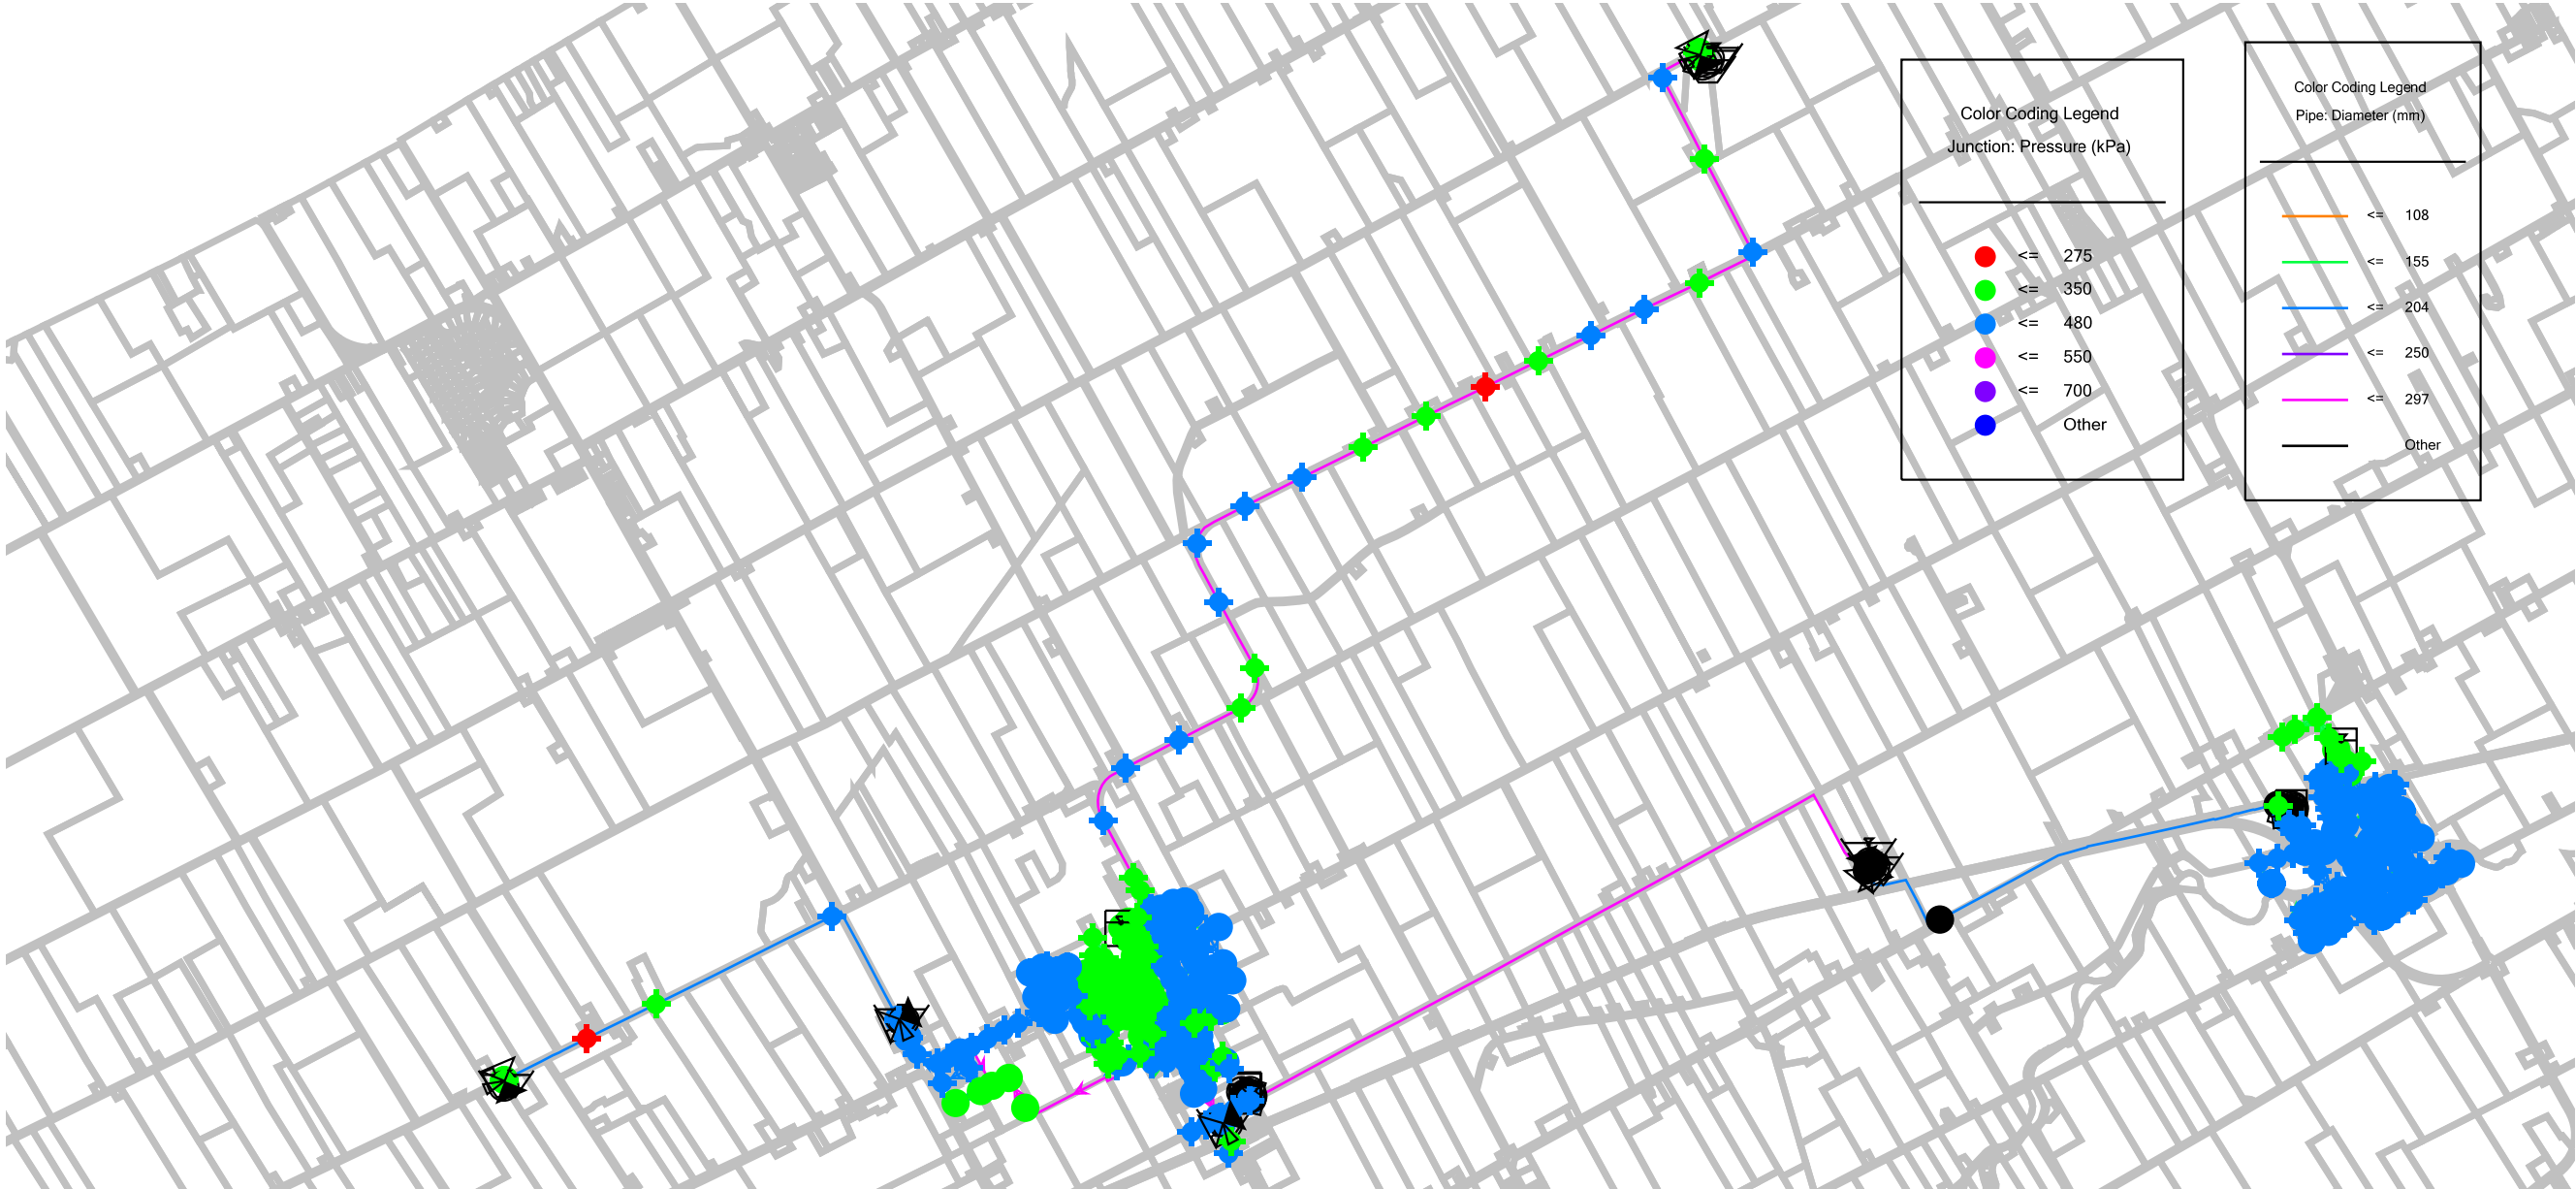 Color Coding Legend
Junction: Pressure (kPa)
<= 275
<= 350
<= 480
<= 550
<= 700
Other
Color Coding Legend
Pipe: Diameter (mm)
<= 108
<= 155
<= 204
<= 250
<= 297
Other